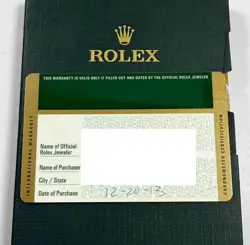 ROLEX
THIS WARRANTY IS VALID ONLY IF FILLED OUT AND DATED BY THE OFFICIAL ROLEX JEWELER
INTERNATIONAL WARRANTY
CHRONOMETER CERTIFICATION
Name of Official
Rolex Jeweler
Name of Purchaser
City / State
Date of Purchase 12-20-13